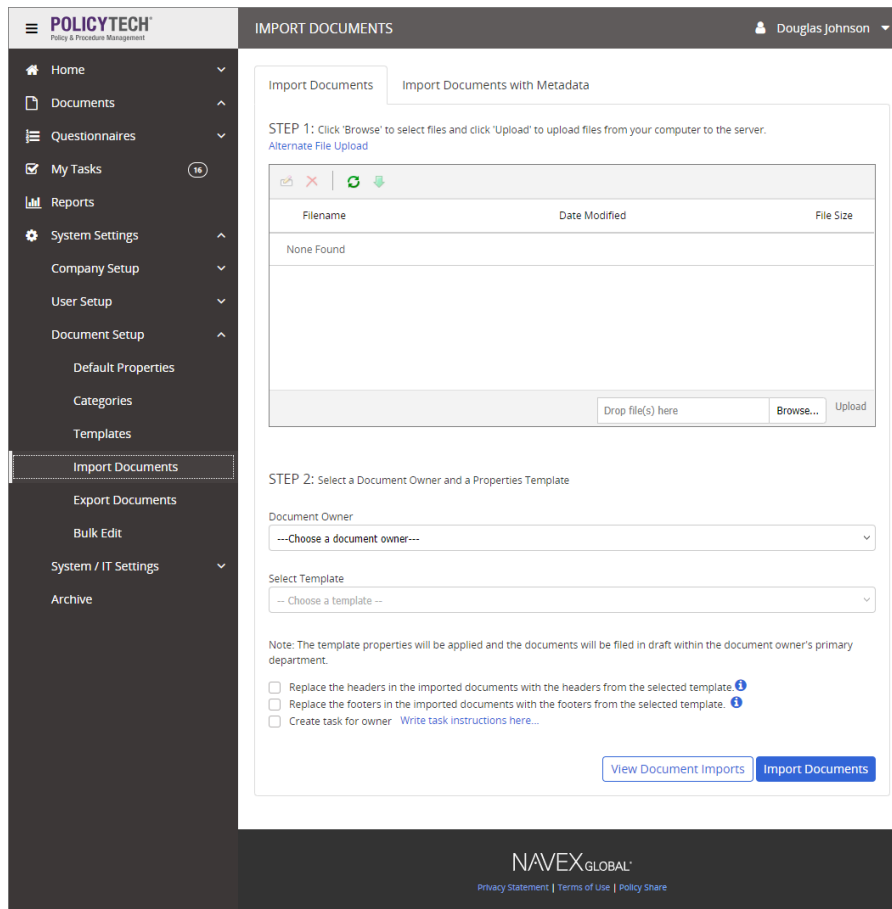 POLICYTECH®
Policy & Procedure Management
IMPORT DOCUMENTS
Douglas Johnson
Home
Documents
Questionnaires
My Tasks 16
Reports
System Settings
Company Setup
User Setup
Document Setup
Default Properties
Categories
Templates
Import Documents
Export Documents
Bulk Edit
System / IT Settings
Archive
Import Documents Import Documents with Metadata
STEP 1: Click 'Browse' to select files and click 'Upload' to upload files from your computer to the server.
Alternate File Upload
Filename Date Modified File Size
None Found
Drop file(s) here Browse... Upload
STEP 2: Select a Document Owner and a Properties Template
Document Owner
---Choose a document owner---
Select Template
-- Choose a template --
Note: The template properties will be applied and the documents will be filed in draft within the document owner's primary
department.
Replace the headers in the imported documents with the headers from the selected template.
Replace the footers in the imported documents with the footers from the selected template.
Create task for owner Write task instructions here...
View Document Imports Import Documents
NAVEX GLOBAL
Privacy Statement | Terms of Use | Policy Share